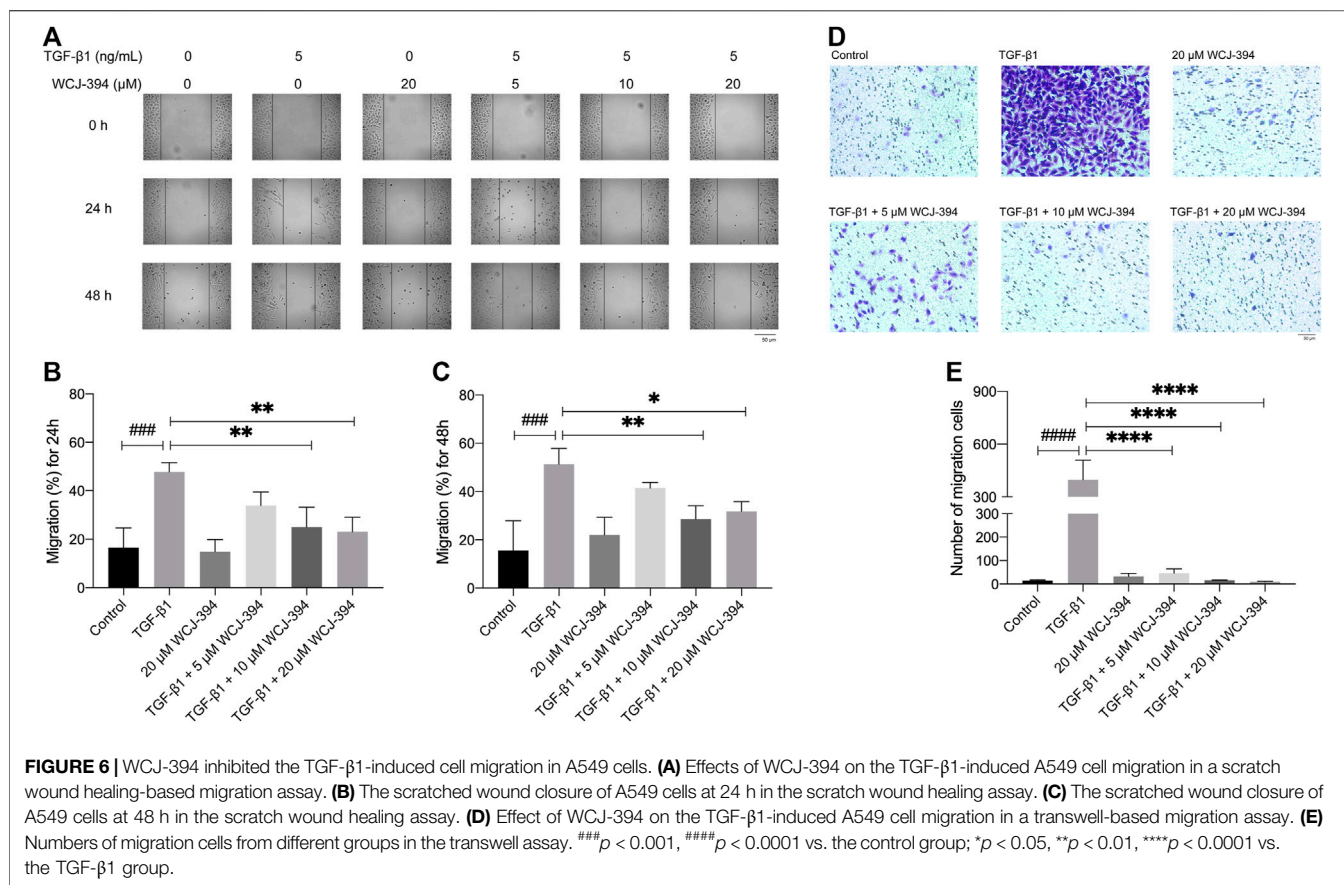 A
TGF-β1 (ng/mL) 0 5 0 5 5 5
WCJ-394 (μM) 0 0 20 5 10 20
0 h
24 h
48 h
50 μm
B
Migration (%) for 24h
80
60
40
20
0
###
**
**
Control
TGF-β1
20 μM WCJ-394
TGF-β1 + 5 μM WCJ-394
TGF-β1 + 10 μM WCJ-394
TGF-β1 + 20 μM WCJ-394
C
Migration (%) for 48h
80
60
40
20
0
###
*
**
Control
TGF-β1
20 μM WCJ-394
TGF-β1 + 5 μM WCJ-394
TGF-β1 + 10 μM WCJ-394
TGF-β1 + 20 μM WCJ-394
D
Control TGF-β1 20 μM WCJ-394
TGF-β1 + 5 μM WCJ-394 TGF-β1 + 10 μM WCJ-394 TGF-β1 + 20 μM WCJ-394
E
Number of migration cells
900
600
300
300
200
100
0
####
****
****
****
Control
TGF-β1
20 μM WCJ-394
TGF-β1 + 5 μM WCJ-394
TGF-β1 + 10 μM WCJ-394
TGF-β1 + 20 μM WCJ-394
FIGURE 6 | WCJ-394 inhibited the TGF-β1-induced cell migration in A549 cells. (A) Effects of WCJ-394 on the TGF-β1-induced A549 cell migration in a scratch
wound healing-based migration assay. (B) The scratched wound closure of A549 cells at 24 h in the scratch wound healing assay. (C) The scratched wound closure of
A549 cells at 48 h in the scratch wound healing assay. (D) Effect of WCJ-394 on the TGF-β1-induced A549 cell migration in a transwell-based migration assay. (E)
Numbers of migration cells from different groups in the transwell assay. ###p < 0.001, ####p < 0.0001 vs. the control group; *p < 0.05, **p < 0.01, ****p < 0.0001 vs.
the TGF-β1 group.